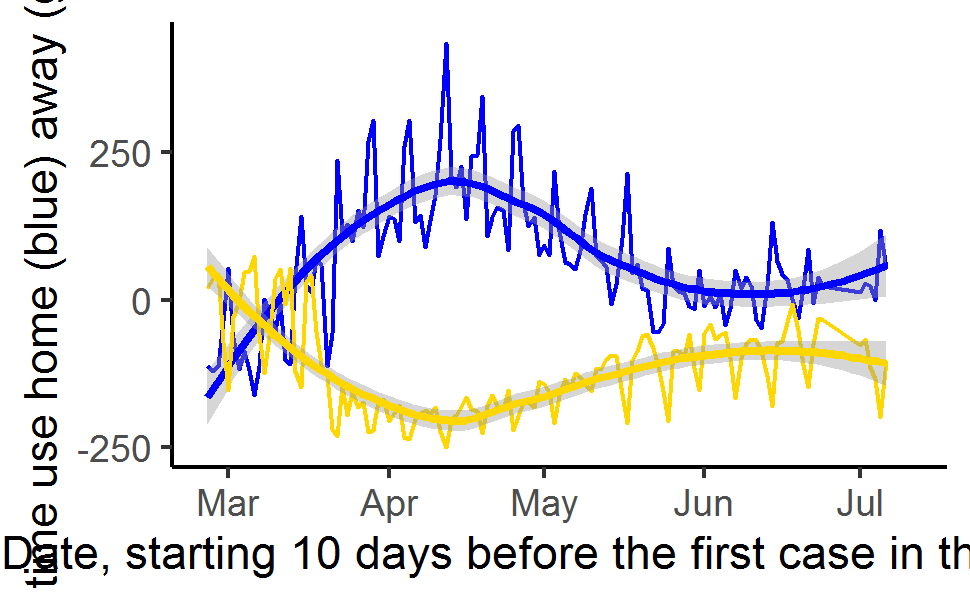 time use home (blue) away (
250
0
-250
Mar Apr May Jun Jul
Date, starting 10 days before the first case in th